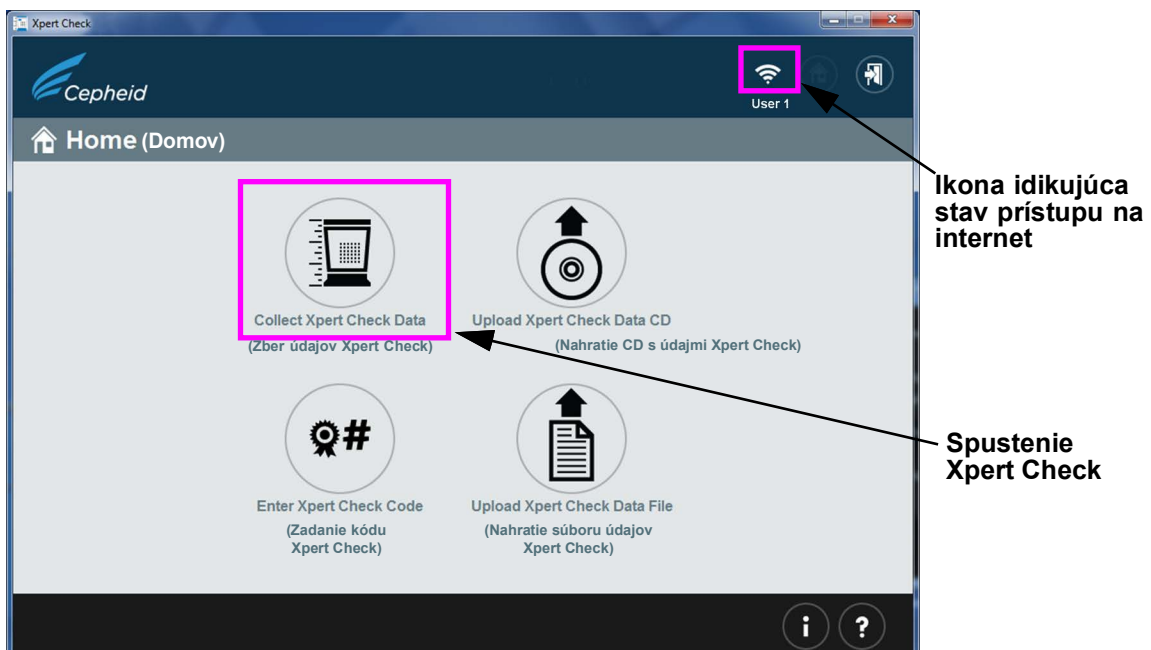 Xpert Check
Cepheid
User 1
Home (Domov)
Ikona idikujúca
stav prístupu na
internet
Collect Xpert Check Data
(Zber údajov Xpert Check)
Upload Xpert Check Data CD
(Nahratie CD s údajmi Xpert Check)
Spustenie
Xpert Check
#
Enter Xpert Check Code
(Zadanie kódu
Xpert Check)
Upload Xpert Check Data File
(Nahratie súboru údajov
Xpert Check)
i ?